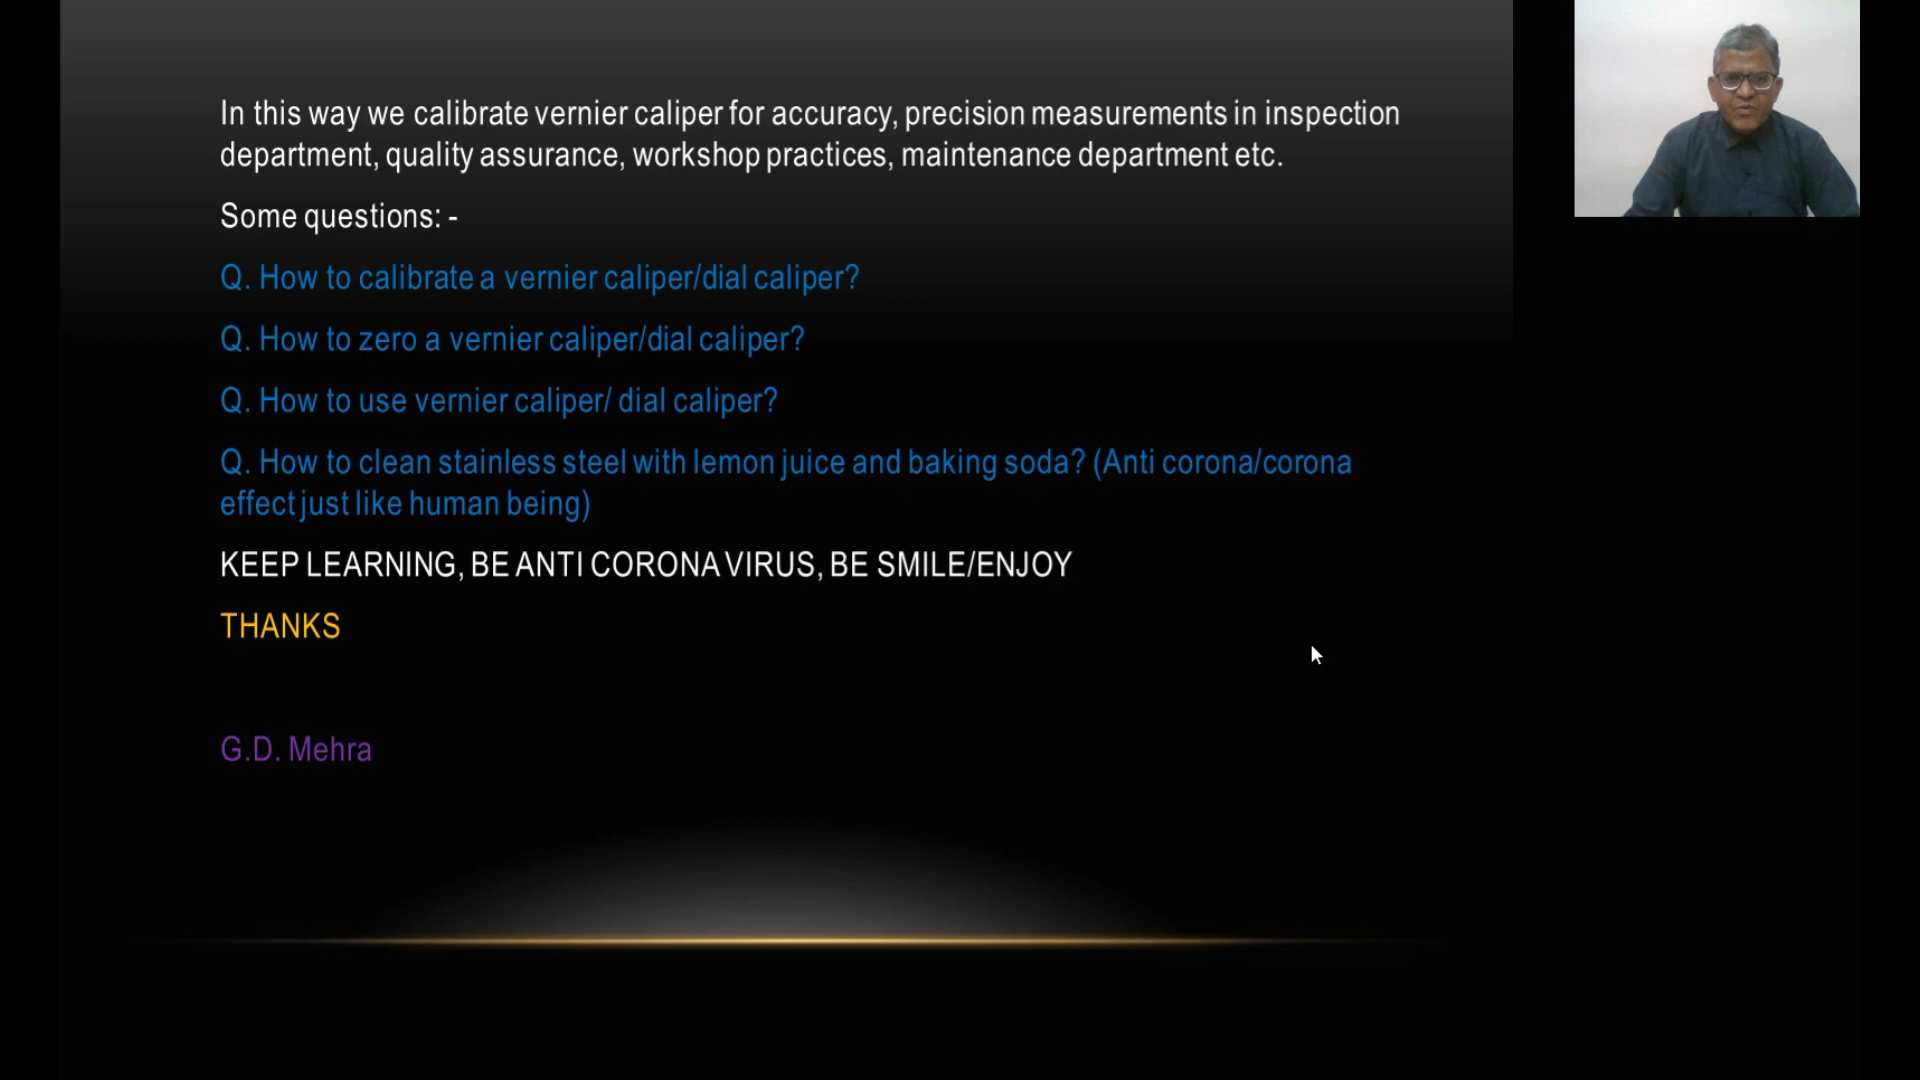 In this way we calibrate vernier caliper for accuracy, precision measurements in inspection
department, quality assurance, workshop practices, maintenance department etc.
Some questions: -
Q. How to calibrate a vernier caliper/dial caliper?
Q. How to zero a vernier caliper/dial caliper?
Q. How to use vernier caliper/ dial caliper?
Q. How to clean stainless steel with lemon juice and baking soda? (Anti corona/corona
effect just like human being)
KEEP LEARNING, BE ANTI CORONA VIRUS, BE SMILE/ENJOY
THANKS
G.D. Mehra